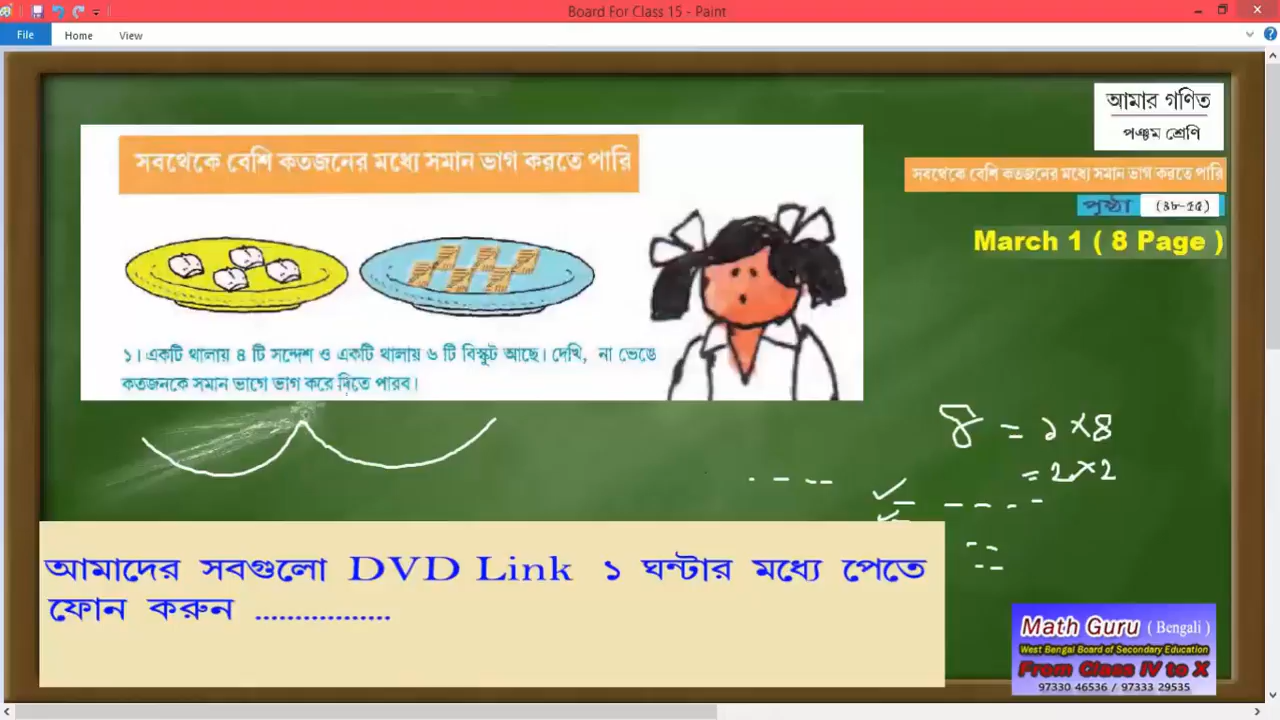 Board For Class 15 - Paint
File Home View
আমার গণিত
পঞ্চম শ্রেণি
সবথেকে বেশি কতজনের মধ্যে সমান ভাগ করতে পারি
সবথেকে বেশি কতজনের মধ্যে সমান ভাগ করতে পারি
পৃষ্ঠা (৪৮-৫৫)
March 1 ( 8 Page )
১। একটি থালায় ৪ টি সন্দেশ ও একটি থালায় ৬ টি বিস্কুট আছে। দেখি, না ভেঙে
কতজনকে সমান ভাগে ভাগ করে দিতে পারব।
৪ = ১ × ৪
= ২ × ২
আমাদের সবগুলো DVD Link ১ ঘন্টার মধ্যে পেতে
ফোন করুন .................
Math Guru ( Bengali )
West Bengal Board of Secondary Education
From Class IV to X
97330 46536 / 97333 29535